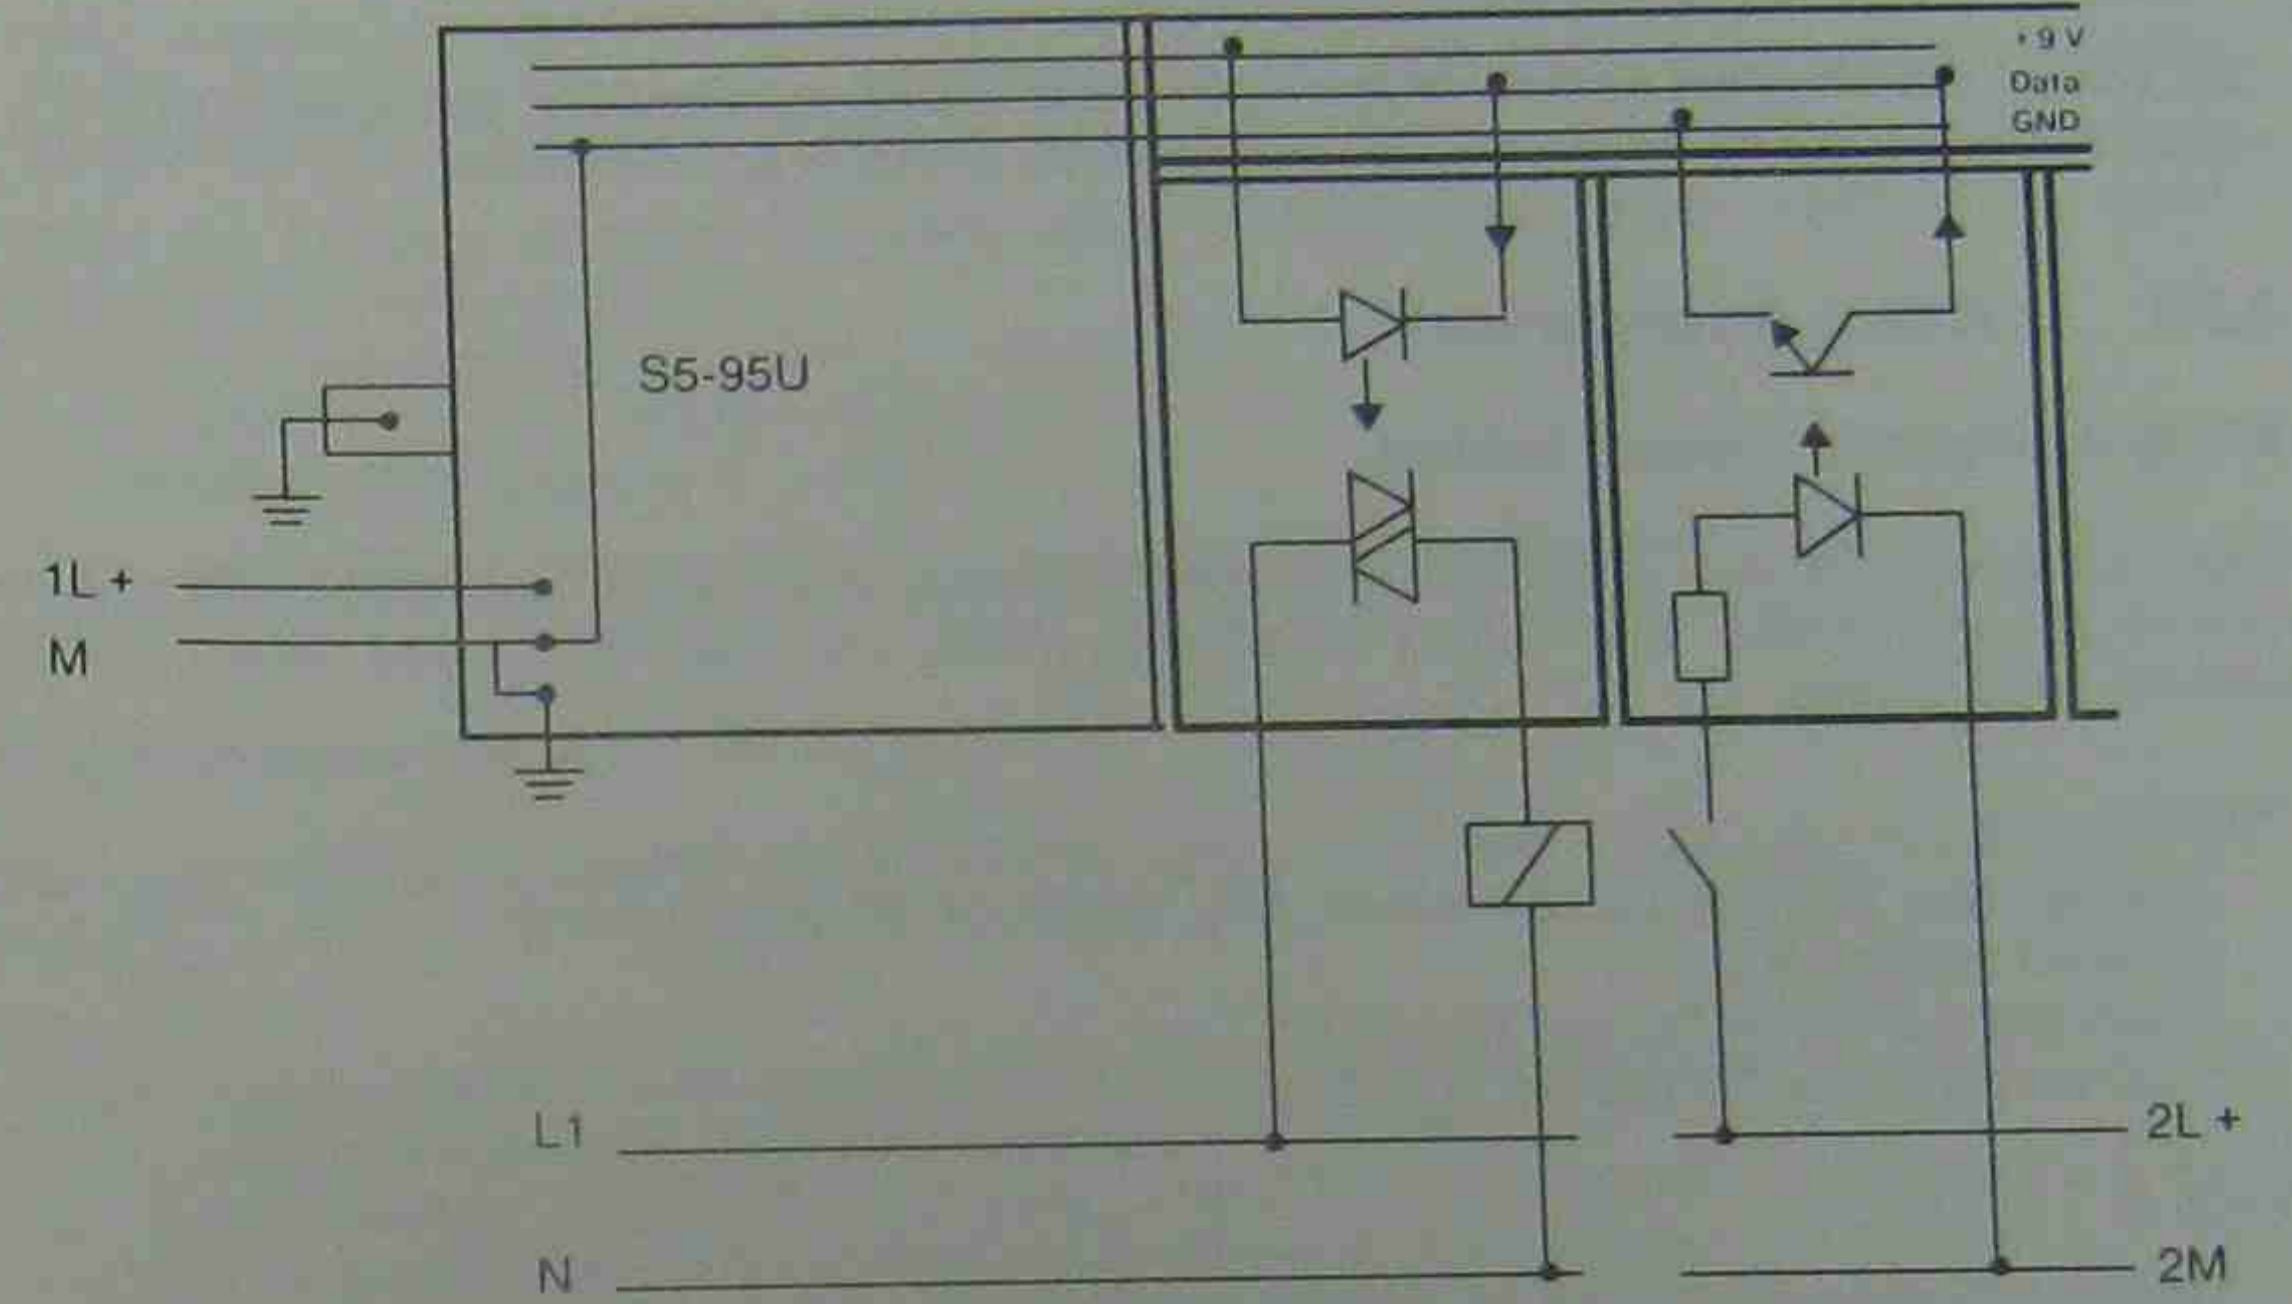 + 9 V
Data
GND
S5-95U
1L +
M
L1
2L +
N
2M